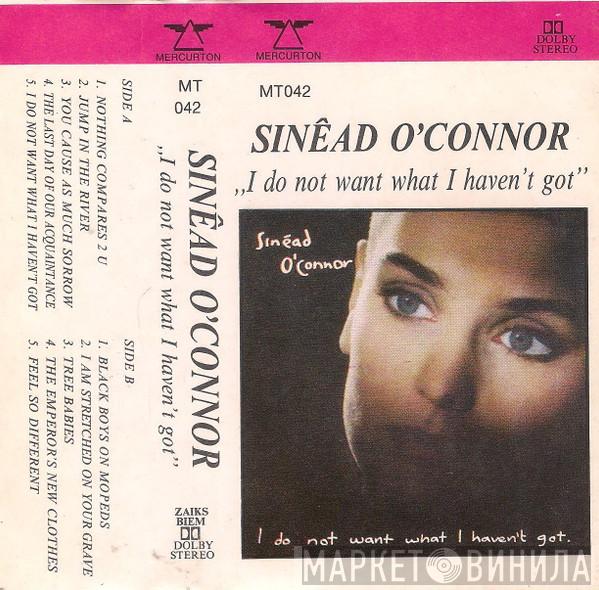 MERCURTON
MT
042
SIDE A
1. NOTHING COMPARES 2 U
2. JUMP IN THE RIVER
3. YOU CAUSE AS MUCH SORROW
4. THE LAST DAY OF OUR ACQUAINTANCE
5. I DO NOT WANT WHAT I HAVEN'T GOT
SIDE B
1. BLACK BOYS ON MOPEDS
2. I AM STRETCHED ON YOUR GRAVE
3. TREE BABIES
4. THE EMPEROR'S NEW CLOTHES
5. FEEL SO DIFFERENT
SINÊAD O'CONNOR
„I do not want what I haven't got”
ZAIKS
BIEM
DOLBY
STEREO
MERCURTON
DOLBY
STEREO
MT042
SINÊAD O'CONNOR
„I do not want what I haven't got”
Sinéad
O'Connor
I do not want what I haven't got.
МАРКЕТ ВИНИЛА